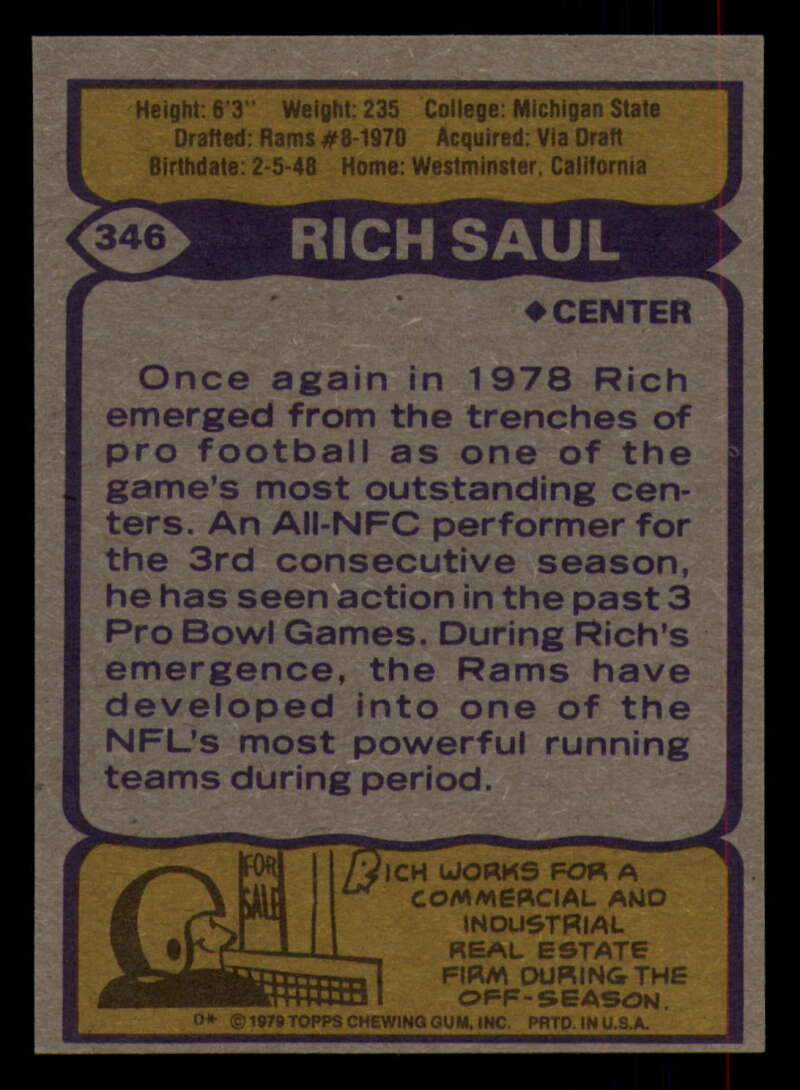 Height: 6'3" Weight: 235 College: Michigan State
Drafted: Rams #8-1970 Acquired: Via Draft
Birthdate: 2-5-48 Home: Westminster, California
346 RICH SAUL
◆CENTER
Once again in 1978 Rich
emerged from the trenches of
pro football as one of the
game's most outstanding cen-
ters. An All-NFC performer for
the 3rd consecutive season,
he has seen action in the past 3
Pro Bowl Games. During Rich's
emergence, the Rams have
developed into one of the
NFL's most powerful running
teams during period.
FOR
SALE
RICH WORKS FOR A
COMMERCIAL AND
INDUSTRIAL
REAL ESTATE
FIRM DURING THE
OFF-SEASON.
O* © 1979 TOPPS CHEWING GUM, INC. PRTD. IN U.S.A.